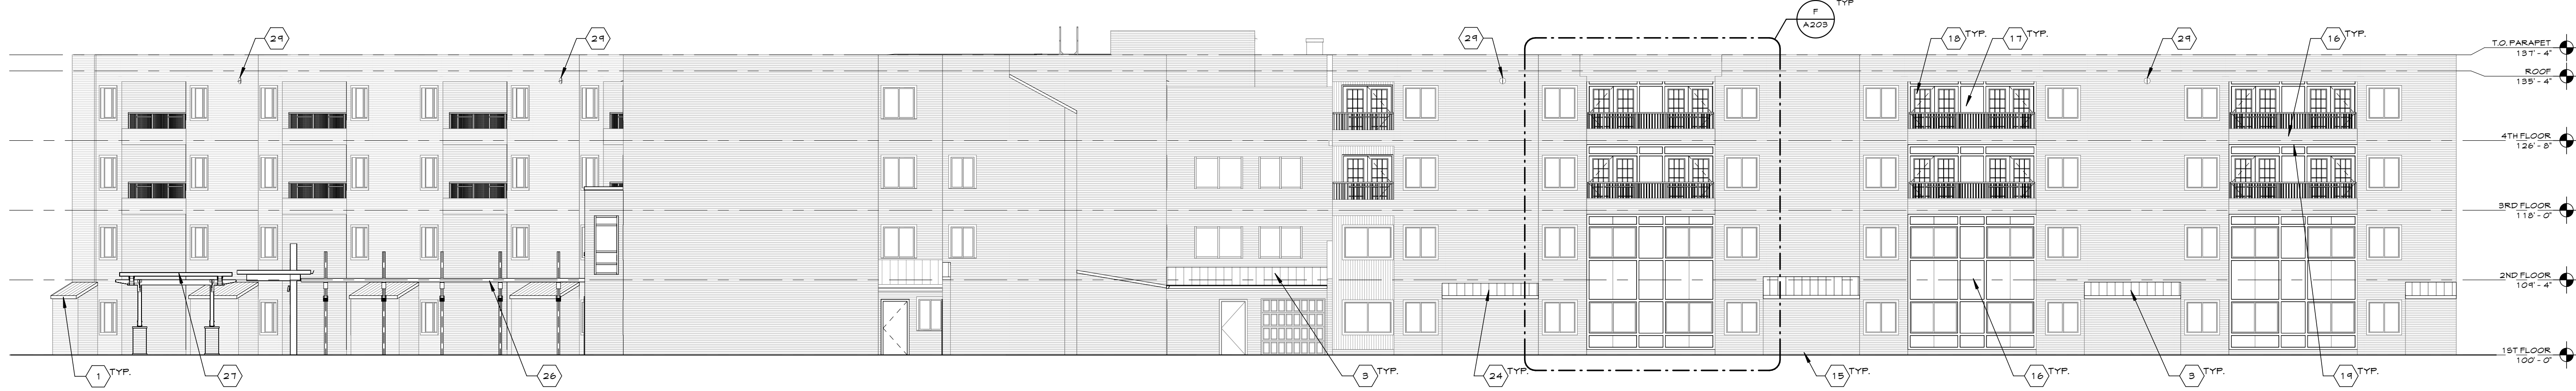 F
A203
TYP
29
29
29
18 TYP.
17 TYP.
29
16 TYP.
T.O. PARAPET
137' - 4"
ROOF
135' - 4"
4TH FLOOR
126' - 8"
3RD FLOOR
118' - 0"
2ND FLOOR
109' - 4"
1ST FLOOR
100' - 0"
1 TYP.
27
26
3 TYP.
24 TYP.
15 TYP.
16 TYP.
3 TYP.
19 TYP.